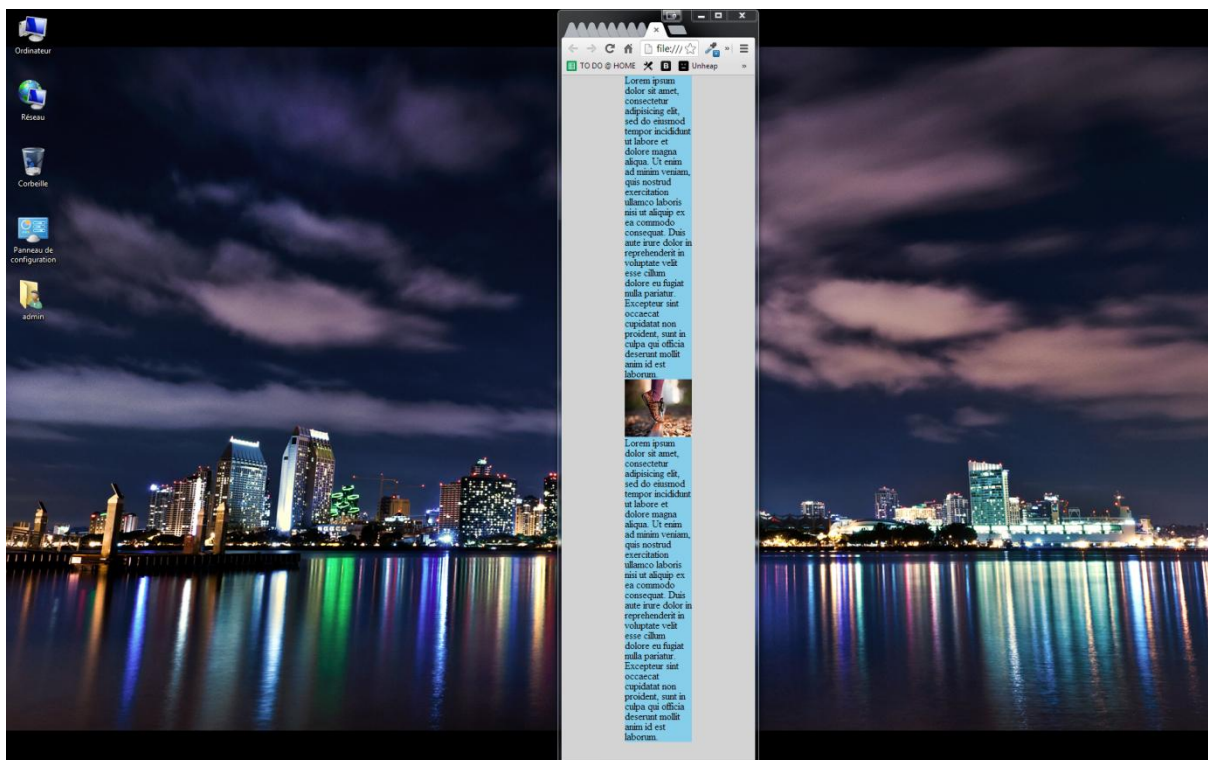 Ordinateur
Réseau
Corbeille
Panneau de
configuration
admin
file:///
TO DO @ HOME
B
Unheap
Lorem ipsum
dolor sit amet,
consectetur
adipisicing elit,
sed do eiusmod
tempor incididunt
ut labore et
dolore magna
aliqua. Ut enim
ad minim veniam,
quis nostrud
exercitation
ullamco laboris
nisi ut aliquip ex
ea commodo
consequat. Duis
aute irure dolor in
reprehenderit in
voluptate velit
esse cillum
dolore eu fugiat
nulla pariatur.
Excepteur sint
occaecat
cupidatat non
proident, sunt in
culpa qui officia
deserunt mollit
anim id est
laborum.
Lorem ipsum
dolor sit amet,
consectetur
adipisicing elit,
sed do eiusmod
tempor incididunt
ut labore et
dolore magna
aliqua. Ut enim
ad minim veniam,
quis nostrud
exercitation
ullamco laboris
nisi ut aliquip ex
ea commodo
consequat. Duis
aute irure dolor in
reprehenderit in
voluptate velit
esse cillum
dolore eu fugiat
nulla pariatur.
Excepteur sint
occaecat
cupidatat non
proident, sunt in
culpa qui officia
deserunt mollit
anim id est
laborum.